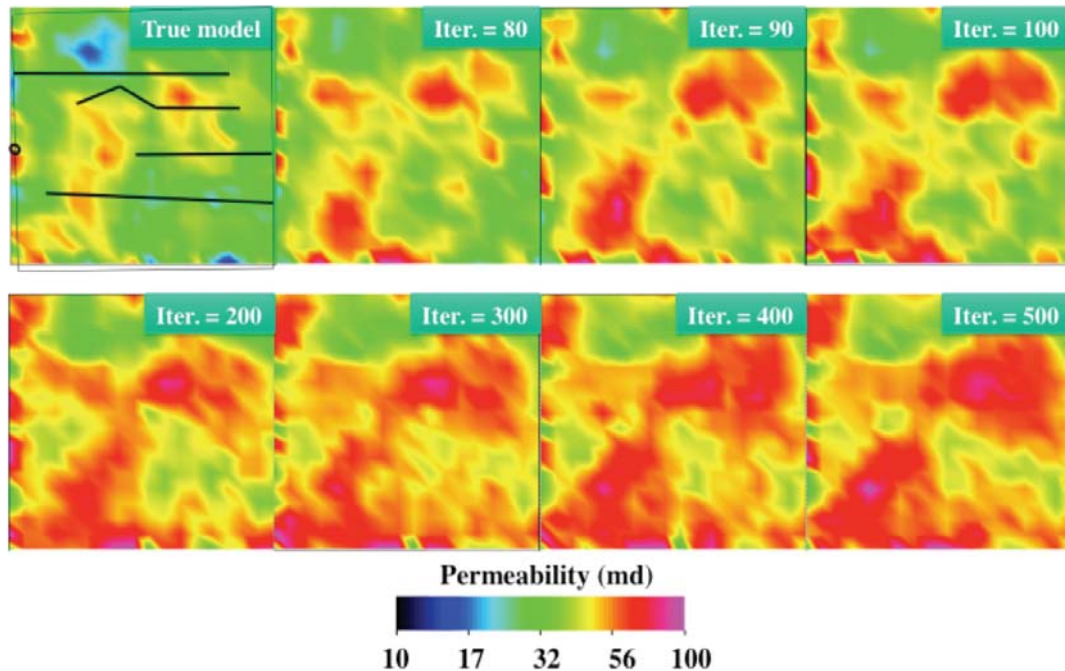 True model
Iter. = 80
Iter. = 90
Iter. = 100
Iter. = 200
Iter. = 300
Iter. = 400
Iter. = 500
Permeability (md)
10 17 32 56 100